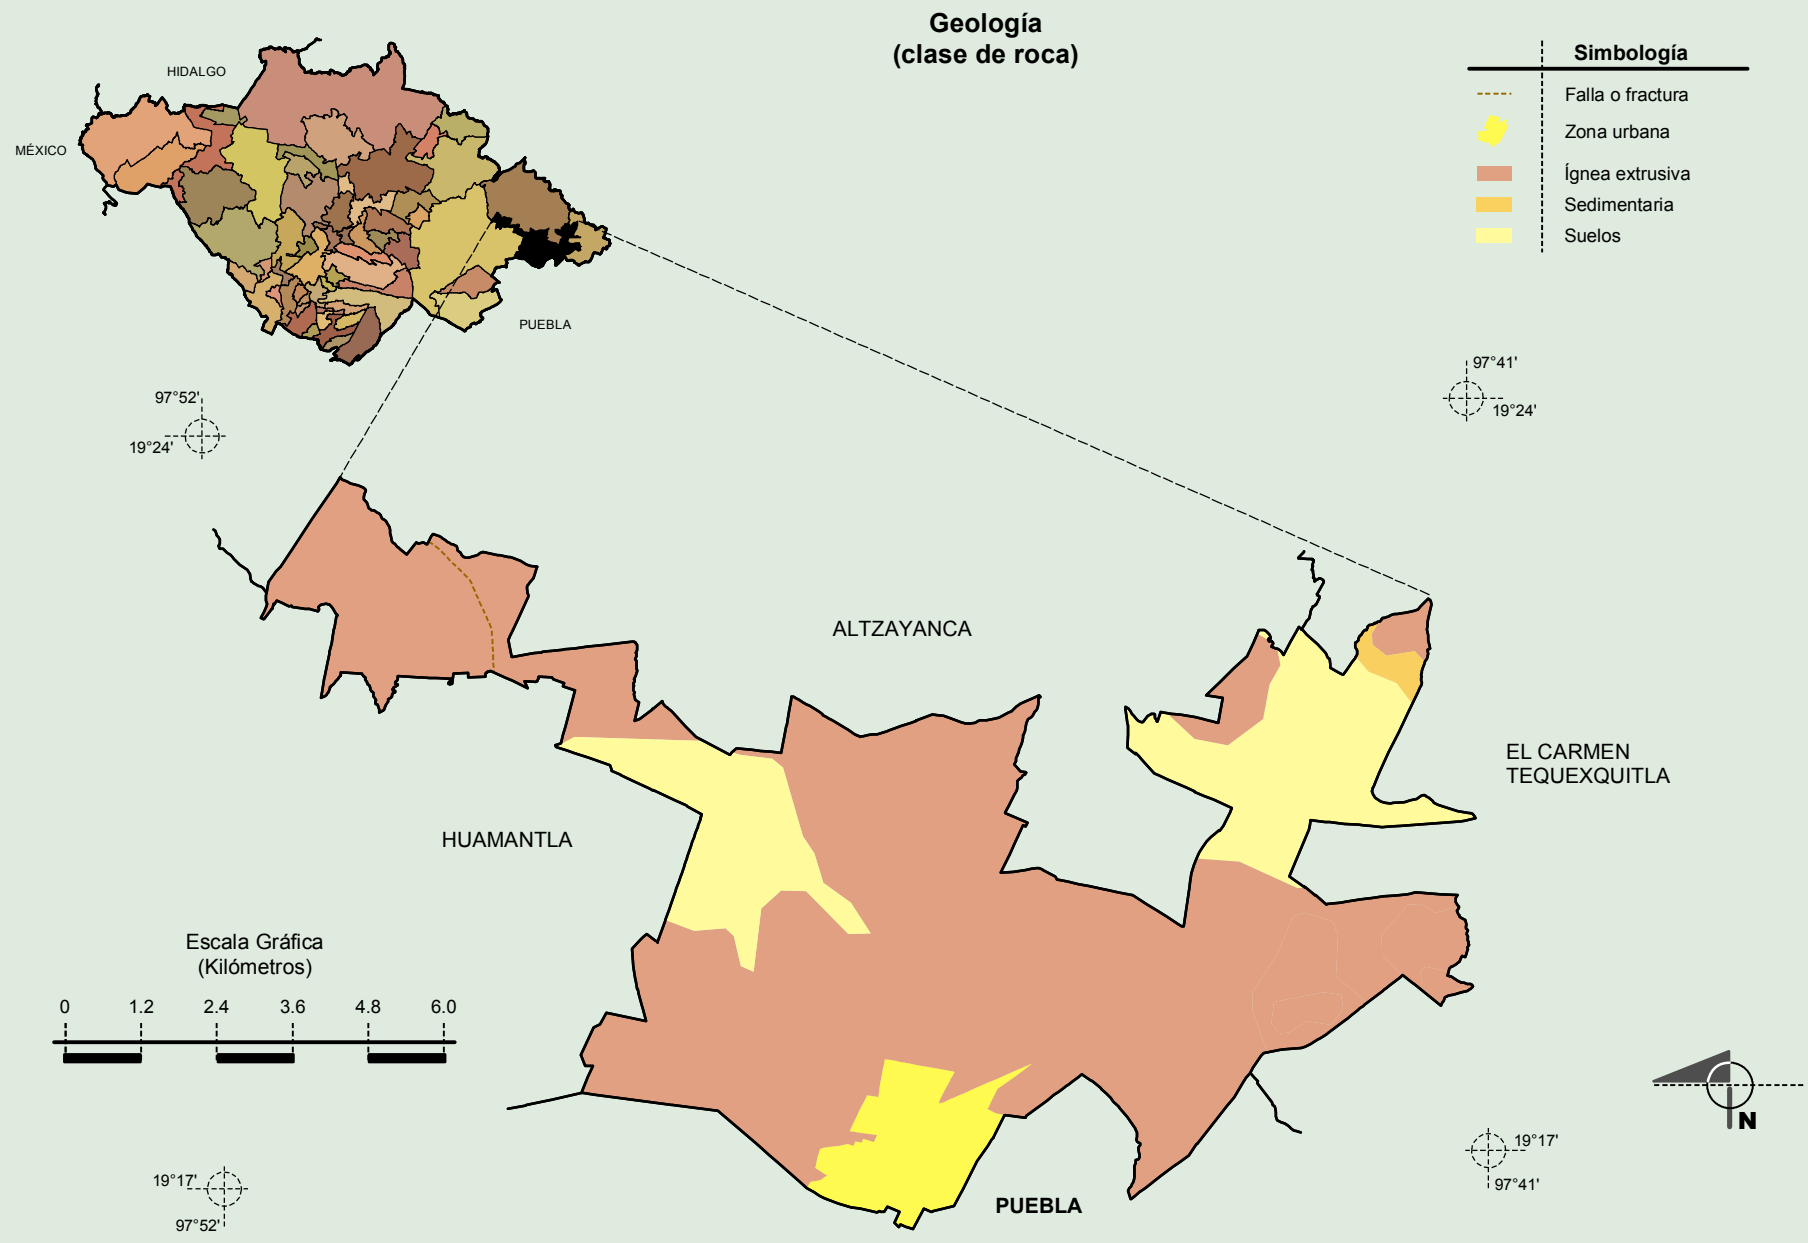 Geología
(clase de roca)
Simbología
Falla o fractura
Zona urbana
Ígnea extrusiva
Sedimentaria
Suelos
HIDALGO
MÉXICO
PUEBLA
97°52'
19°24'
97°41'
19°24'
ALTZAYANCA
EL CARMEN
TEQUEXQUITLA
HUAMANTLA
Escala Gráfica
(Kilómetros)
0 1.2 2.4 3.6 4.8 6.0
N
19°17'
97°41'
19°17'
97°52'
PUEBLA